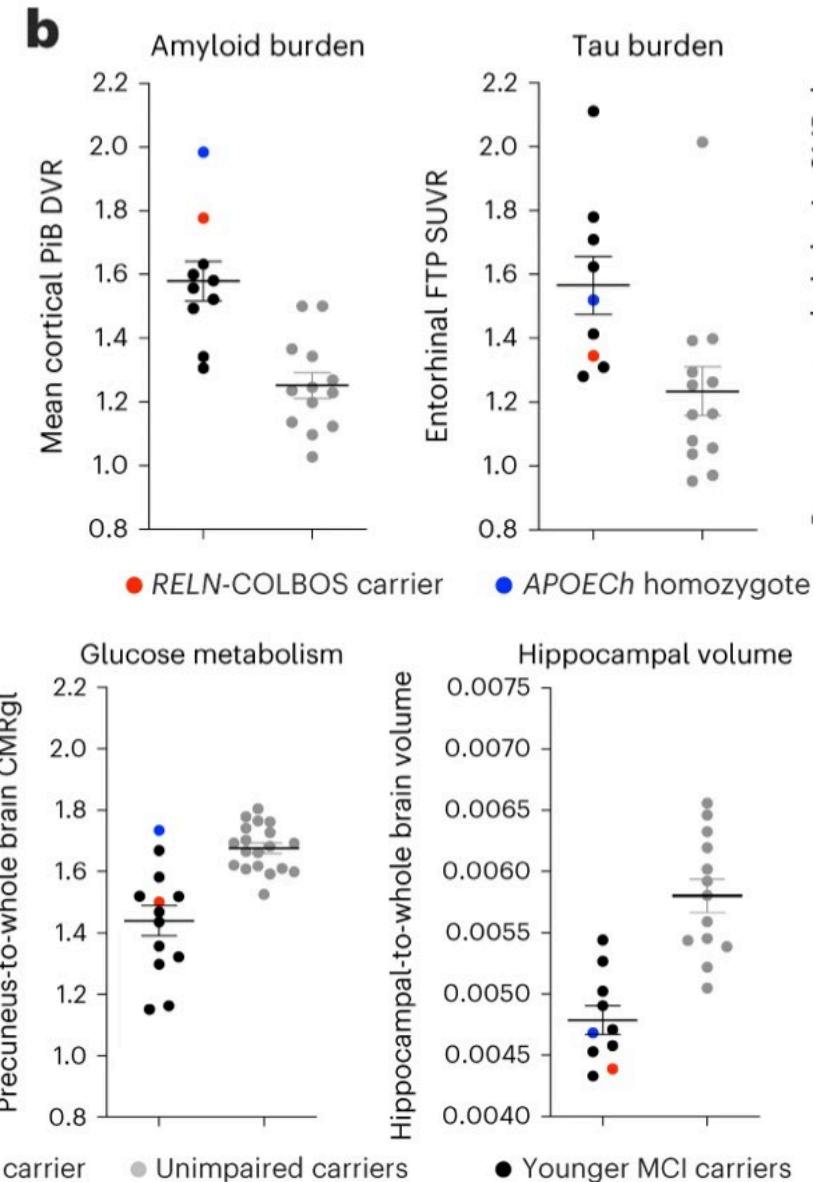 b
Amyloid burden
Mean cortical PiB DVR
2.2
2.0
1.8
1.6
1.4
1.2
1.0
0.8
Tau burden
Entorhinal FTP SUVR
2.2
2.0
1.8
1.6
1.4
1.2
1.0
0.8
RELN-COLBOS carrier
APOECh homozygote
Glucose metabolism
Precuneus-to-whole brain CMRgl
2.2
2.0
1.8
1.6
1.4
1.2
1.0
0.8
Hippocampal volume
Hippocampal-to-whole brain volume
0.0075
0.0070
0.0065
0.0060
0.0055
0.0050
0.0045
0.0040
carrier
Unimpaired carriers
Younger MCI carriers